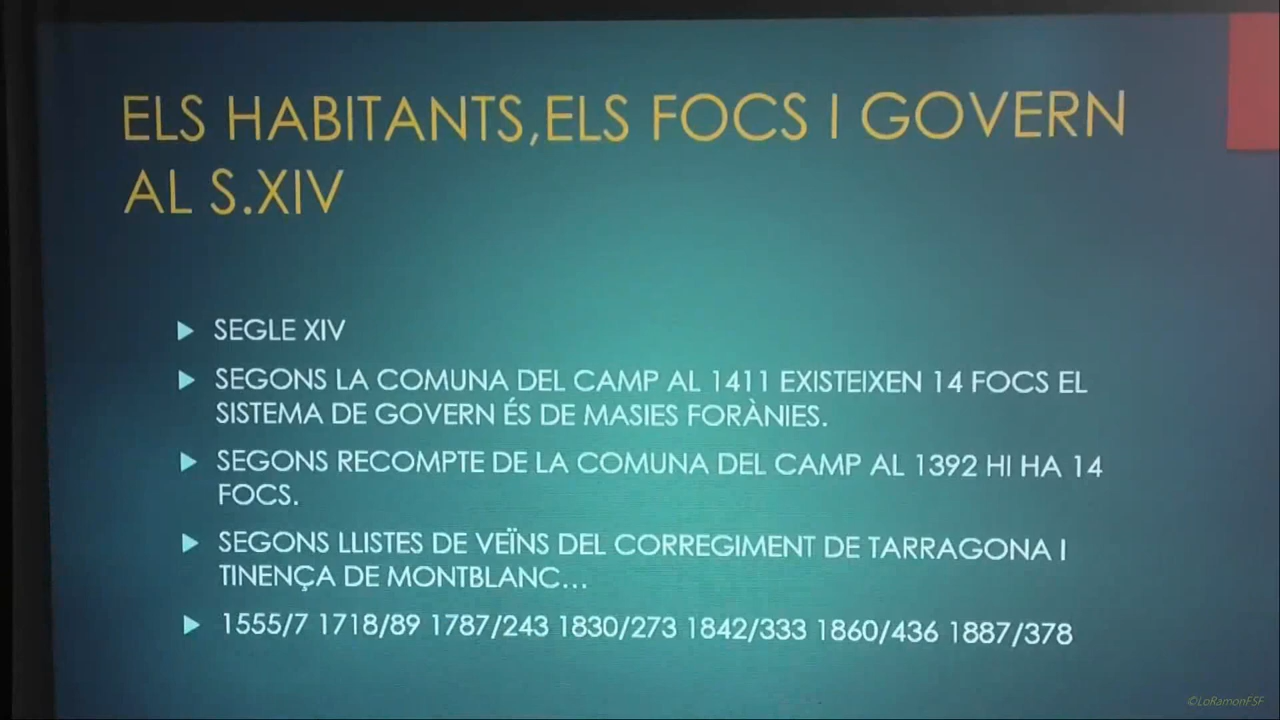 ELS HABITANTS,ELS FOCS I GOVERN
AL S.XIV
SEGLE XIV
SEGONS LA COMUNA DEL CAMP AL 1411 EXISTEIXEN 14 FOCS EL
SISTEMA DE GOVERN ÉS DE MASIES FORÀNIES.
SEGONS RECOMPTE DE LA COMUNA DEL CAMP AL 1392 HI HA 14
FOCS.
SEGONS LLISTES DE VEÏNS DEL CORREGIMENT DE TARRAGONA I
TINENÇA DE MONTBLANC...
1555/7 1718/89 1787/243 1830/273 1842/333 1860/436 1887/378
©LoRamonFSF